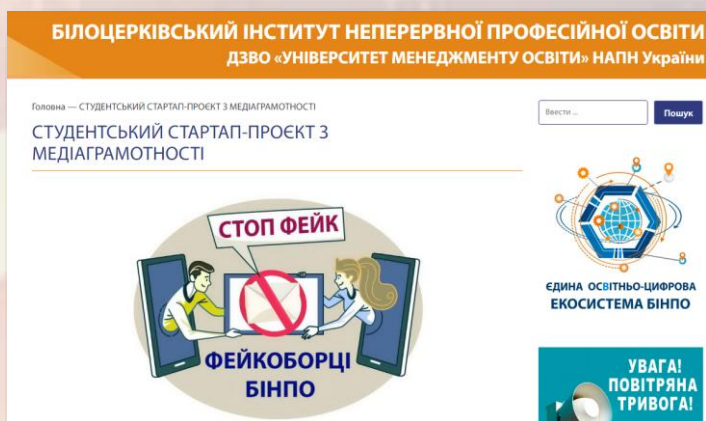 БІЛОЦЕРКІВСЬКИЙ ІНСТИТУТ НЕПЕРЕРВНОЇ ПРОФЕСІЙНОЇ ОСВІТИ
ДЗВО «УНІВЕРСИТЕТ МЕНЕДЖМЕНТУ ОСВІТИ» НАПН України
Головна — СТУДЕНТСЬКИЙ СТАРТАП-ПРОЄКТ З МЕДІАГРАМОТНОСТІ
СТУДЕНТСЬКИЙ СТАРТАП-ПРОЄКТ З
МЕДІАГРАМОТНОСТІ
Ввести ...
Пошук
СТОП ФЕЙК
ФЕЙКОБОРЦІ
БІНПО
ЄДИНА ОСВІТНЬО-ЦИФРОВА
ЕКОСИСТЕМА БІНПО
УВАГА!
ПОВІТРЯНА
ТРИВОГА!